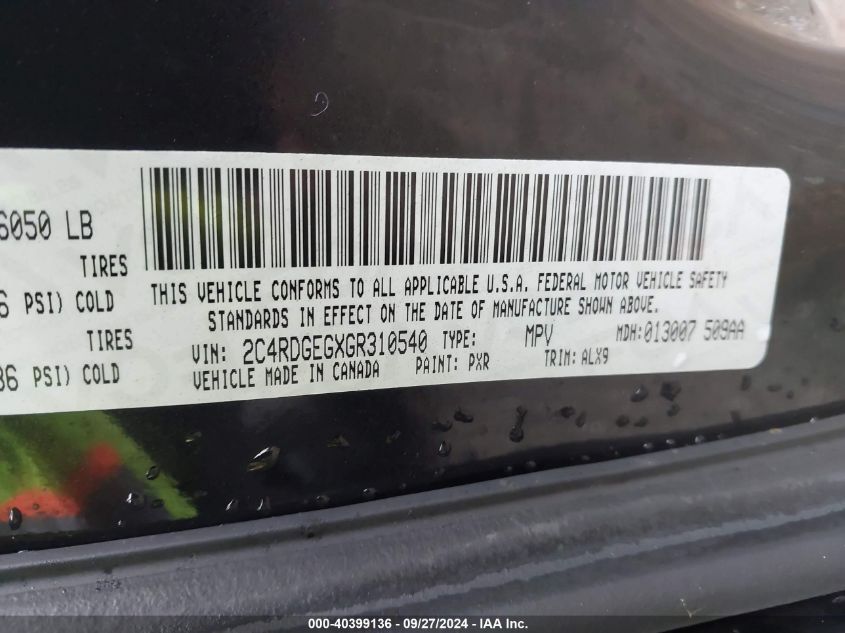 6050 LB
TIRES
6 PSI) COLD
TIRES
36 PSI) COLD
THIS VEHICLE CONFORMS TO ALL APPLICABLE U.S.A. FEDERAL MOTOR VEHICLE SAFETY
STANDARDS IN EFFECT ON THE DATE OF MANUFACTURE SHOWN ABOVE.
VIN: 2C4RDGEGXGR310540 TYPE: MPV MDH:013007 509AA
VEHICLE MADE IN CANADA PAINT: PXR TRIM: ALX9
000-40399136 - 09/27/2024 - IAA Inc.